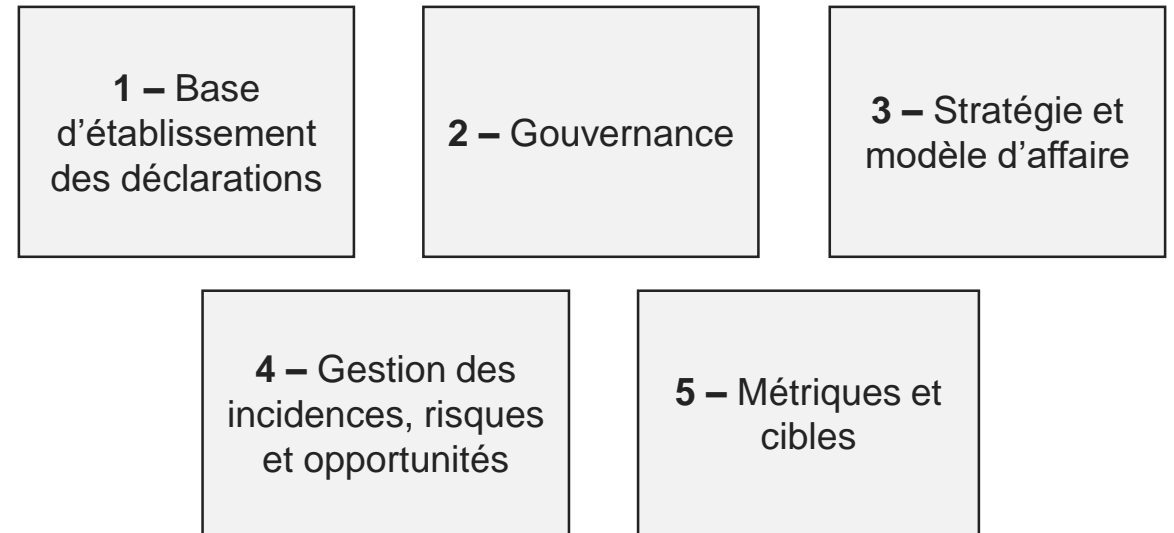 1 – Base
d’établissement
des déclarations
2 – Gouvernance
3 – Stratégie et
modèle d’affaire
4 – Gestion des
incidences, risques
et opportunités
5 – Métriques et
cibles